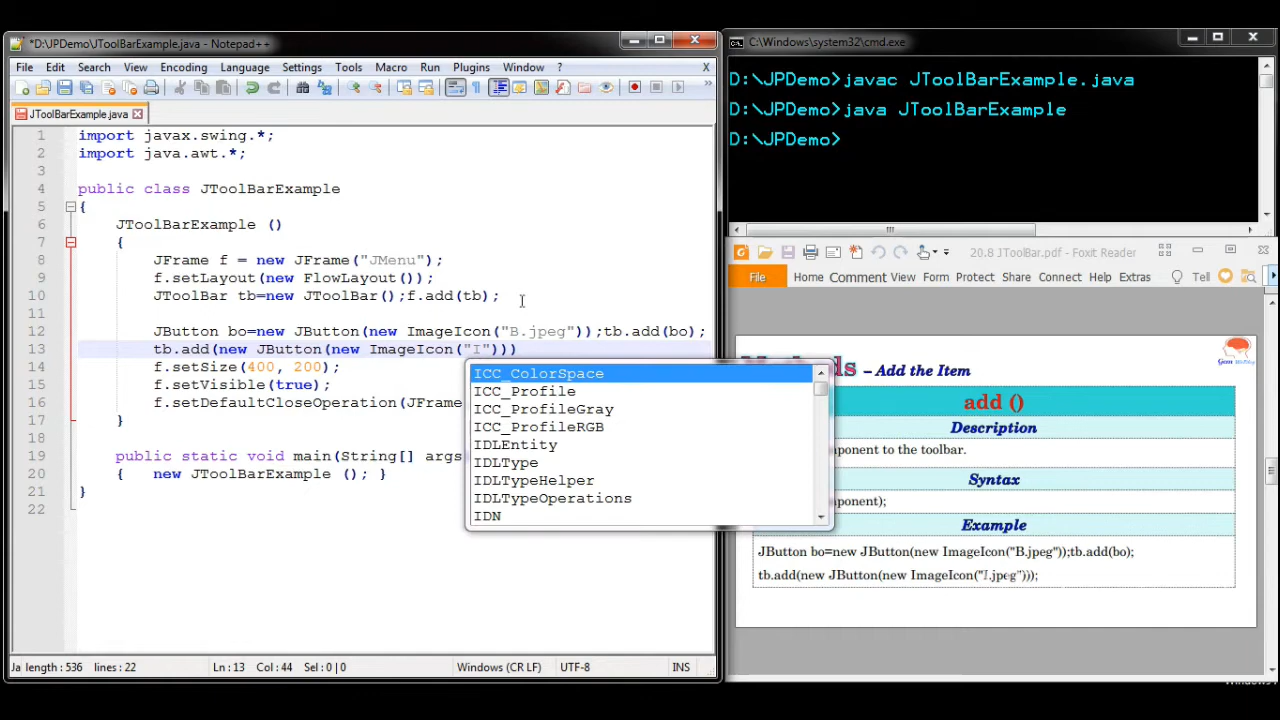 *D:\JPDemo\JToolBarExample.java - Notepad++
File Edit Search View Encoding Language Settings Tools Macro Run Plugins Window ? X
JToolBarExample.java
1 import javax.swing.*;
2 import java.awt.*;
3
4 public class JToolBarExample
5 {
6 JToolBarExample ()
7 {
8 JFrame f = new JFrame("JMenu");
9 f.setLayout(new FlowLayout());
10 JToolBar tb=new JToolBar();f.add(tb);
11
12 JButton bo=new JButton(new ImageIcon("B.jpeg"));tb.add(bo);
13 tb.add(new JButton(new ImageIcon("I")))
14 f.setSize(400, 200);
15 f.setVisible(true);
16 f.setDefaultCloseOperation(JFrame
17 }
18
19 public static void main(String[] args
20 { new JToolBarExample (); }
21 }
22
ICC_ColorSpace
ICC_Profile
ICC_ProfileGray
ICC_ProfileRGB
IDLEntity
IDLType
IDLTypeHelper
IDLTypeOperations
IDN
Ja length : 536 lines : 22 Ln : 13 Col : 44 Sel : 0 | 0 Windows (CR LF) UTF-8 INS
C:\Windows\system32\cmd.exe
D:\JPDemo>javac JToolBarExample.java
D:\JPDemo>java JToolBarExample
D:\JPDemo>
20.8 JToolBar.pdf - Foxit Reader
File Home Comment View Form Protect Share Connect Help Tell
– Add the Item
add ()
Description
ponent to the toolbar.
Syntax
ponent);
Example
JButton bo=new JButton(new ImageIcon("B.jpeg"));tb.add(bo);
tb.add(new JButton(new ImageIcon("I.jpeg")));